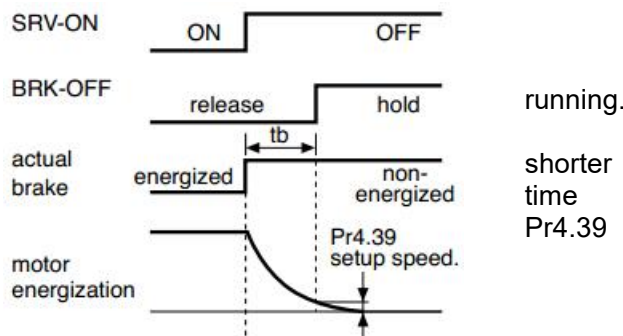 SRV-ON
ON
OFF
BRK-OFF
release
hold
running.
tb
actual
brake
energized
non-
energized
shorter
time
Pr4.39
Pr4.39
setup speed.
motor
energization